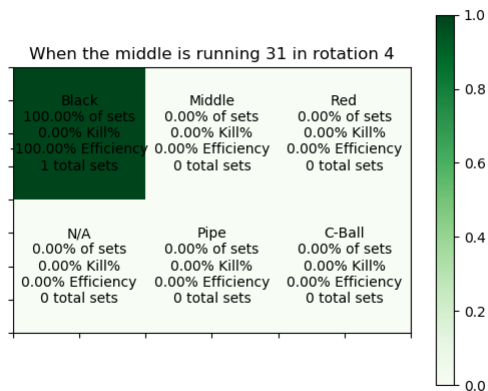 When the middle is running 31 in rotation 4
Black
100.00% of sets
0.00% Kill%
-100.00% Efficiency
1 total sets
Middle
0.00% of sets
0.00% Kill%
0.00% Efficiency
0 total sets
Red
0.00% of sets
0.00% Kill%
0.00% Efficiency
0 total sets
N/A
0.00% of sets
0.00% Kill%
0.00% Efficiency
0 total sets
Pipe
0.00% of sets
0.00% Kill%
0.00% Efficiency
0 total sets
C-Ball
0.00% of sets
0.00% Kill%
0.00% Efficiency
0 total sets
1.0
0.8
0.6
0.4
0.2
0.0